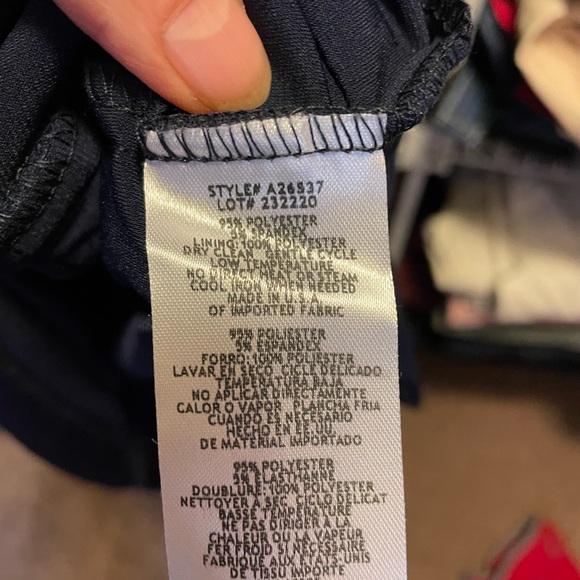 STYLE# A26537
LOT# 232220
95% POLYESTER
5% SPANDEX
LINING: 100% POLYESTER
DRY CLEAN, GENTLE CYCLE
LOW TEMPERATURE
NO DIRECT HEAT OR STEAM
COOL IRON WHEN NEEDED
MADE IN U.S.A.
OF IMPORTED FABRIC
95% POLIESTER
5% ESPANDEX
FORRO: 100% POLIESTER
LAVAR EN SECO, CICLE DELICADO
TEMPERATURA BAJA
NO APLICAR DIRECTAMENTE
CALOR O VAPOR, PLANCHA FRIA
CUANDO ES NECESARIO
HECHO EN EE.UU.
DE MATERIAL IMPORTADO
95% POLYESTER
5% ELASTHANNE
DOUBLURE: 100% POLYESTER
NETTOYER A SEC, CICLO DELICAT
BASSE TEMPERATURE
NE PAS DIRIGER A LA
CHALEUR OU LA VAPEUR
FER FROID SI NECESSAIRE
FABRIQUE AUX ETATS-UNIS
DE TISSU IMPORTE